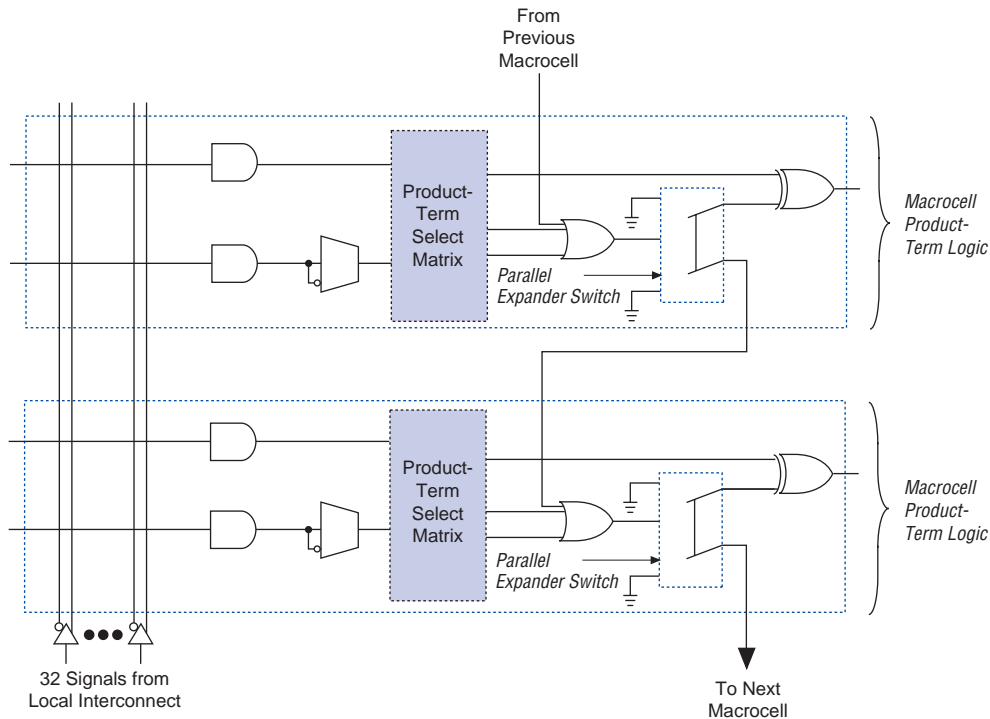 From
Previous
Macrocell
Product-
Term
Select
Matrix
Parallel
Expander Switch
Macrocell
Product-
Term Logic
Product-
Term
Select
Matrix
Parallel
Expander Switch
Macrocell
Product-
Term Logic
32 Signals from
Local Interconnect
To Next
Macrocell